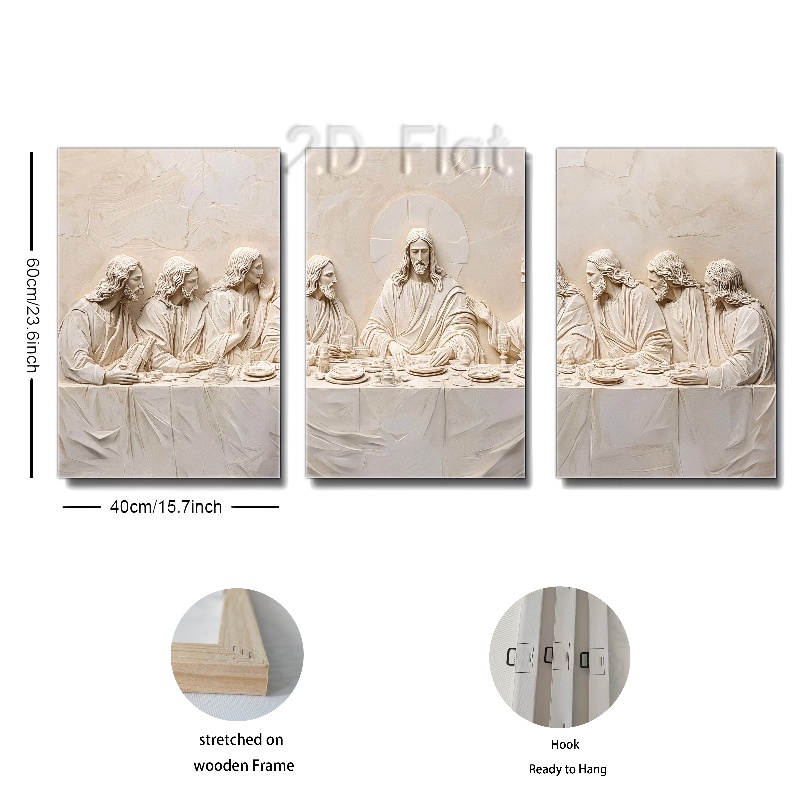 2D Flat
60cm/23.6inch
40cm/15.7inch
stretched on
wooden Frame
Hook
Ready to Hang